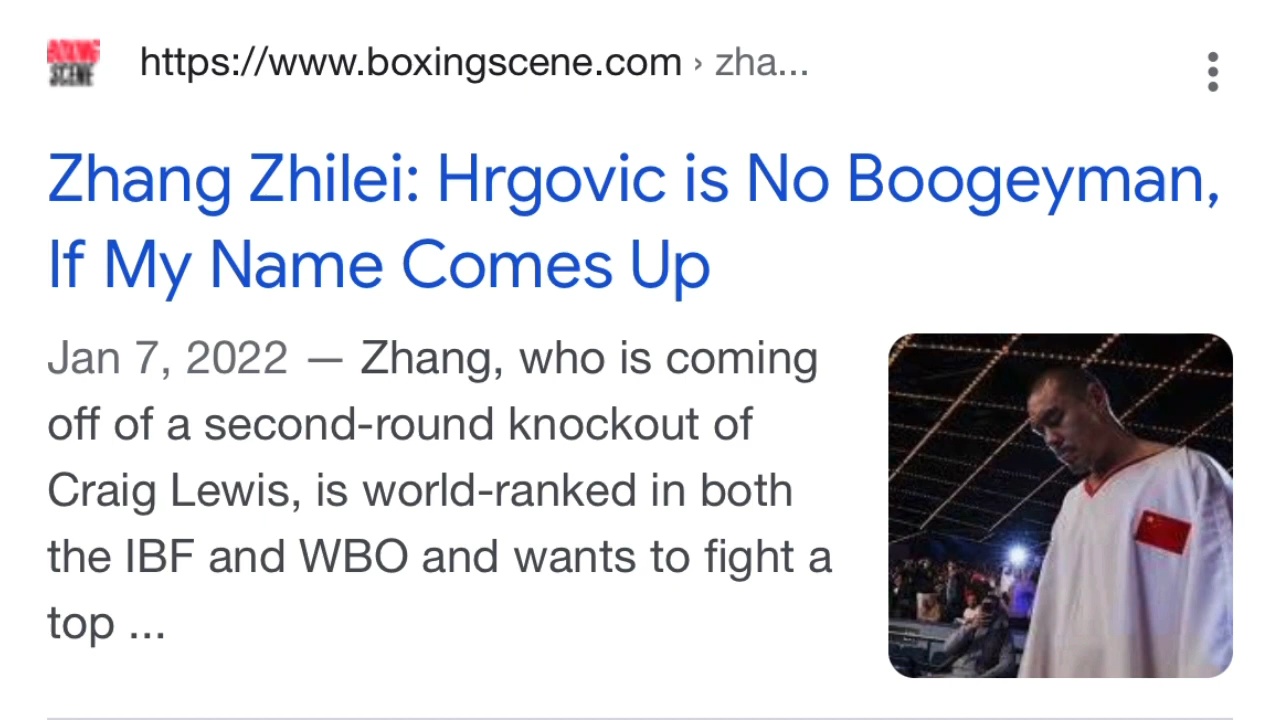 BOXING
SCENE
https://www.boxingscene.com › zha...
Zhang Zhilei: Hrgovic is No Boogeyman,
If My Name Comes Up
Jan 7, 2022 — Zhang, who is coming
off of a second-round knockout of
Craig Lewis, is world-ranked in both
the IBF and WBO and wants to fight a
top ...